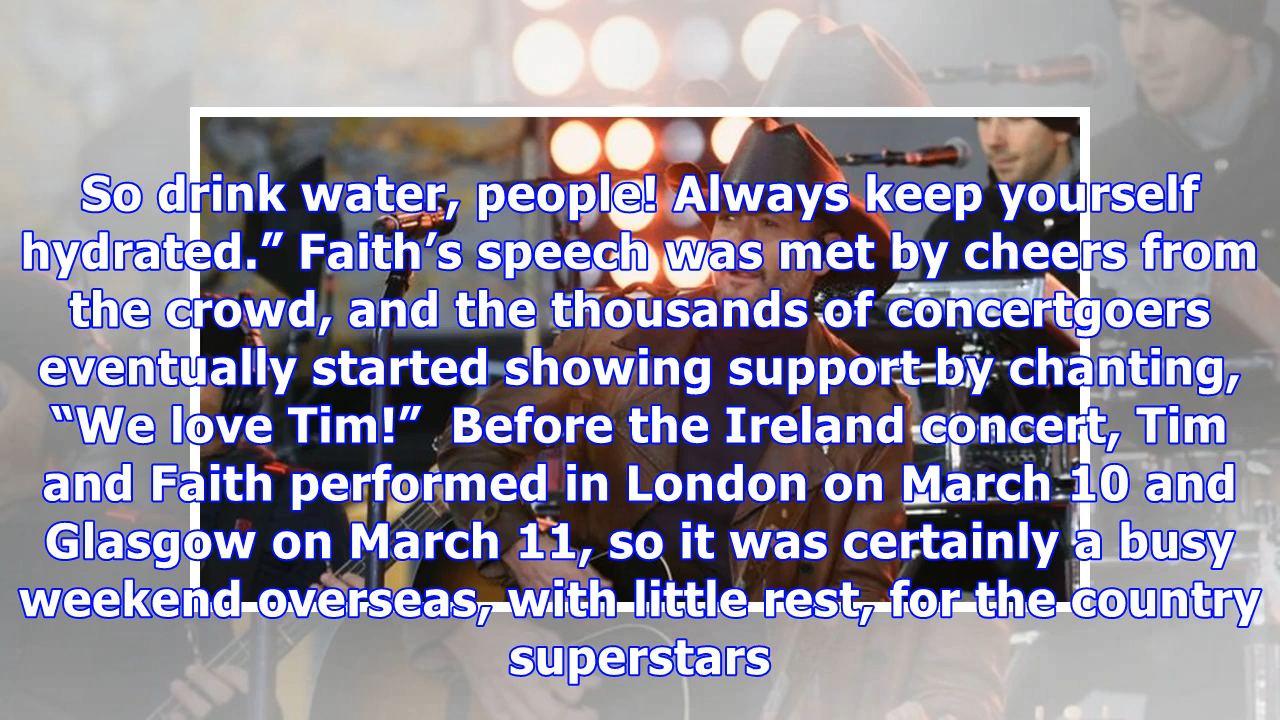 So drink water, people! Always keep yourself
hydrated.” Faith’s speech was met by cheers from
the crowd, and the thousands of concertgoers
eventually started showing support by chanting,
“We love Tim!”  Before the Ireland concert, Tim
and Faith performed in London on March 10 and
Glasgow on March 11, so it was certainly a busy
weekend overseas, with little rest, for the country
superstars